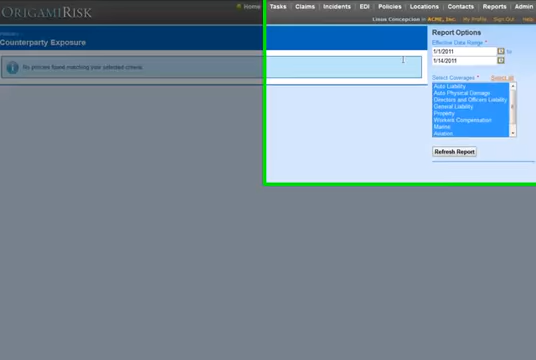 ORIGAMIRISK
Home Tasks Claims Incidents EDI Policies Locations Contacts Reports Admin
Linus Concepcion @ ACME, Inc. My Profile Sign Out Help
Policies
Counterparty Exposure
No policies found matching your selected criteria.
Report Options
Effective Date Range *
1/1/2011 to
1/14/2011
Select Coverages * Select all
Auto Liability
Auto Physical Damage
Directors and Officers Liability
General Liability
Property
Workers Compensation
Marine
Aviation
Refresh Report